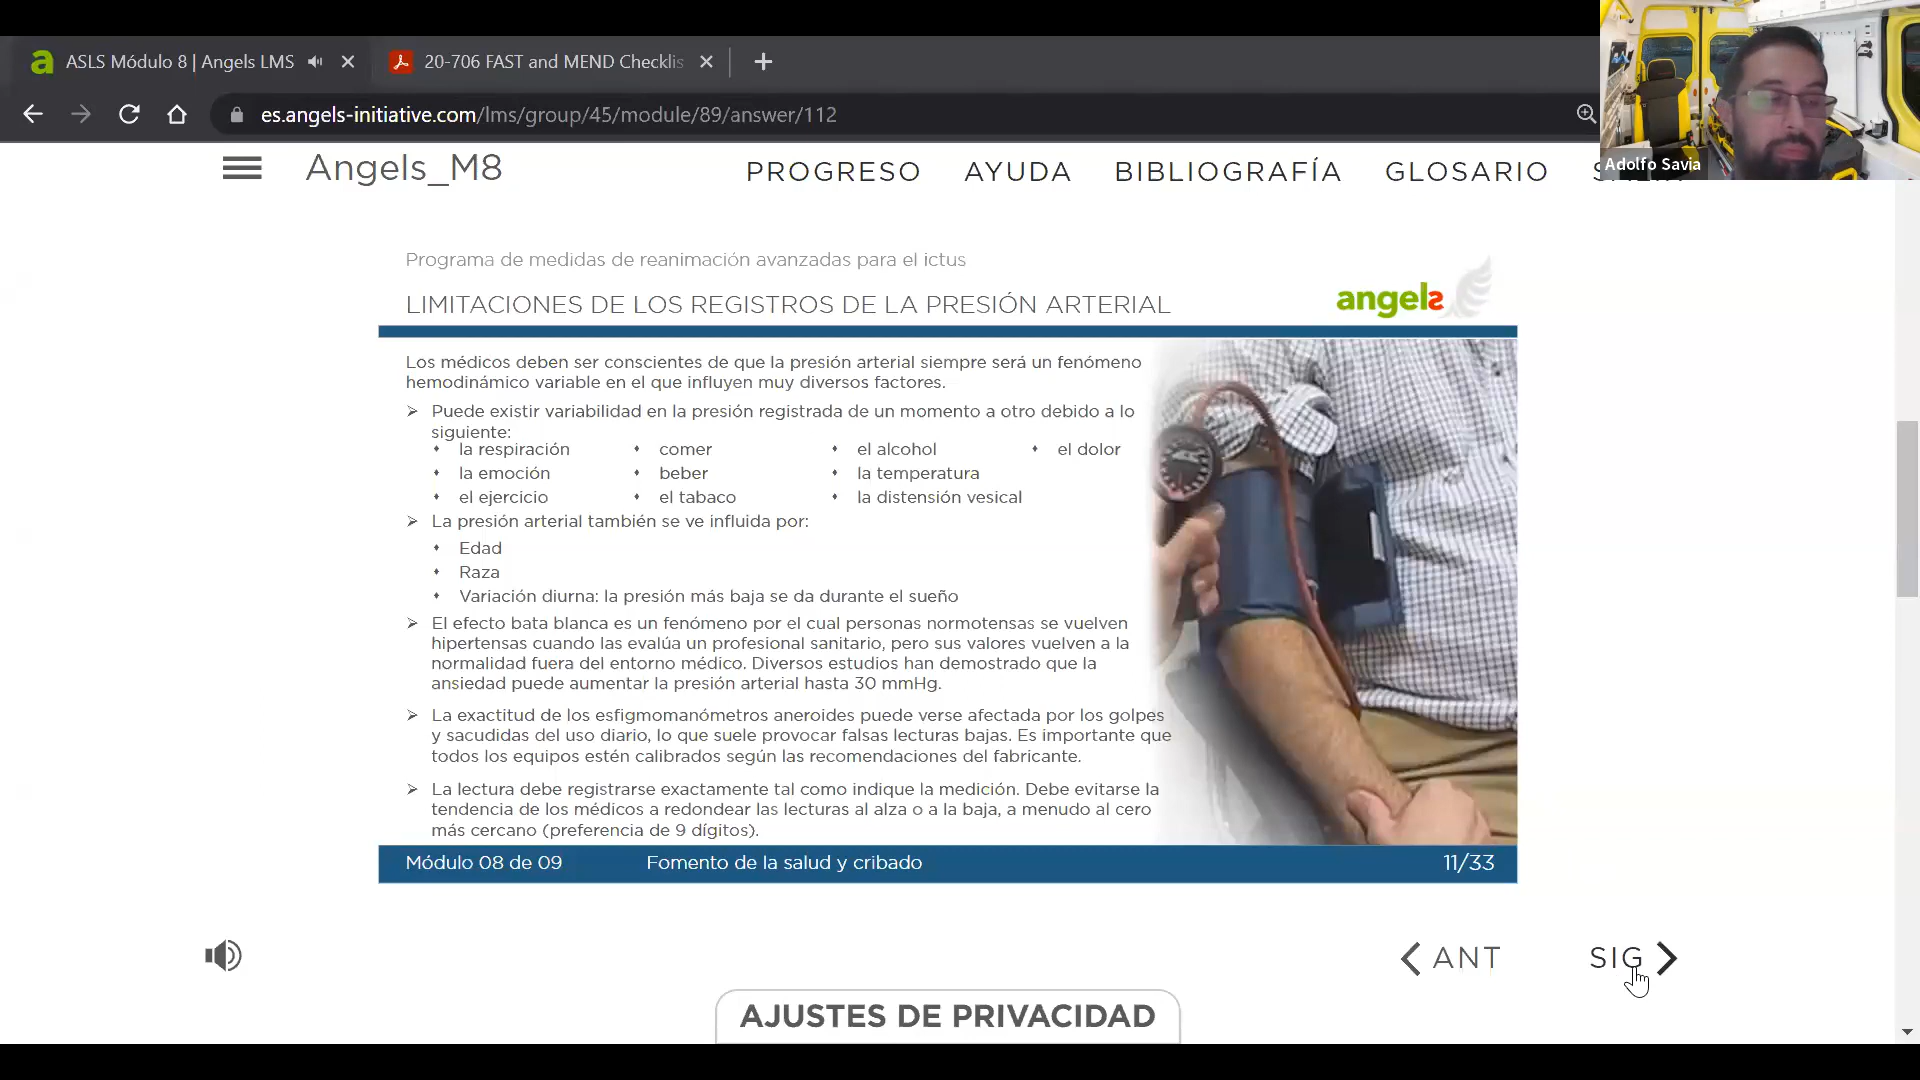 ASLS Módulo 8 | Angels LMS
20-706 FAST and MEND Checklis
es.angels-initiative.com/lms/group/45/module/89/answer/112
Adolfo Savia
Angels_M8
PROGRESO
AYUDA
BIBLIOGRAFÍA
GLOSARIO
Programa de medidas de reanimación avanzadas para el ictus
LIMITACIONES DE LOS REGISTROS DE LA PRESIÓN ARTERIAL
angels
Los médicos deben ser conscientes de que la presión arterial siempre será un fenómeno
hemodinámico variable en el que influyen muy diversos factores.
➢ Puede existir variabilidad en la presión registrada de un momento a otro debido a lo
siguiente:
la respiración
comer
el alcohol
el dolor
la emoción
beber
la temperatura
el ejercicio
el tabaco
la distensión vesical
➢ La presión arterial también se ve influida por:
Edad
Raza
Variación diurna: la presión más baja se da durante el sueño
➢ El efecto bata blanca es un fenómeno por el cual personas normotensas se vuelven
hipertensas cuando las evalúa un profesional sanitario, pero sus valores vuelven a la
normalidad fuera del entorno médico. Diversos estudios han demostrado que la
ansiedad puede aumentar la presión arterial hasta 30 mmHg.
➢ La exactitud de los esfigmomanómetros aneroides puede verse afectada por los golpes
y sacudidas del uso diario, lo que suele provocar falsas lecturas bajas. Es importante que
todos los equipos estén calibrados según las recomendaciones del fabricante.
➢ La lectura debe registrarse exactamente tal como indique la medición. Debe evitarse la
tendencia de los médicos a redondear las lecturas al alza o a la baja, a menudo al cero
más cercano (preferencia de 9 dígitos).
Módulo 08 de 09
Fomento de la salud y cribado
11/33
ANT
SIG
AJUSTES DE PRIVACIDAD